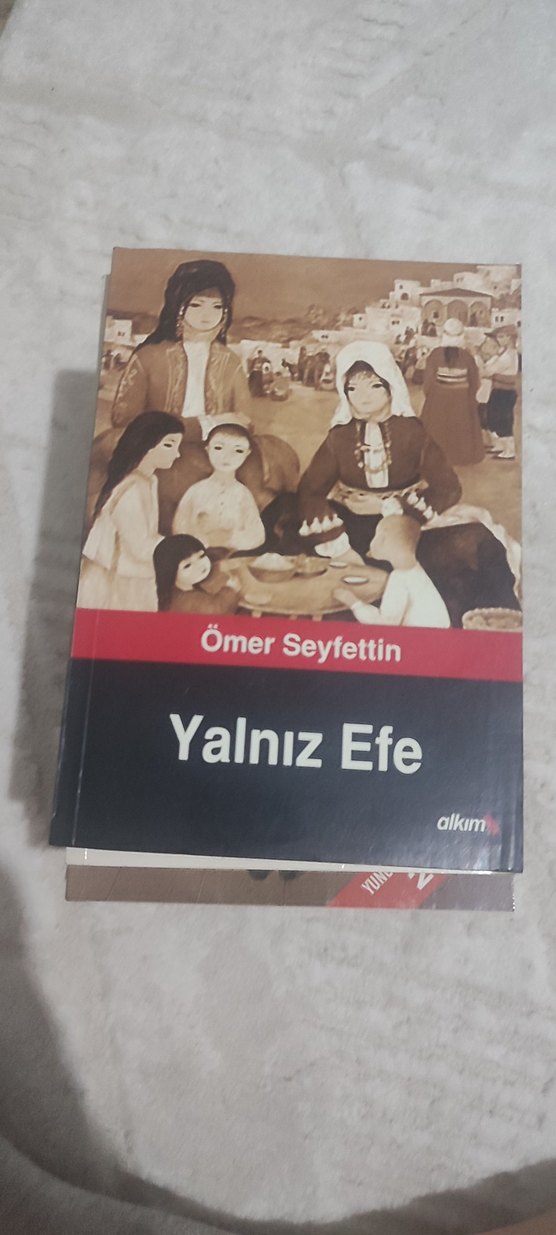 Ömer Seyfettin
Yalnız Efe
alkım